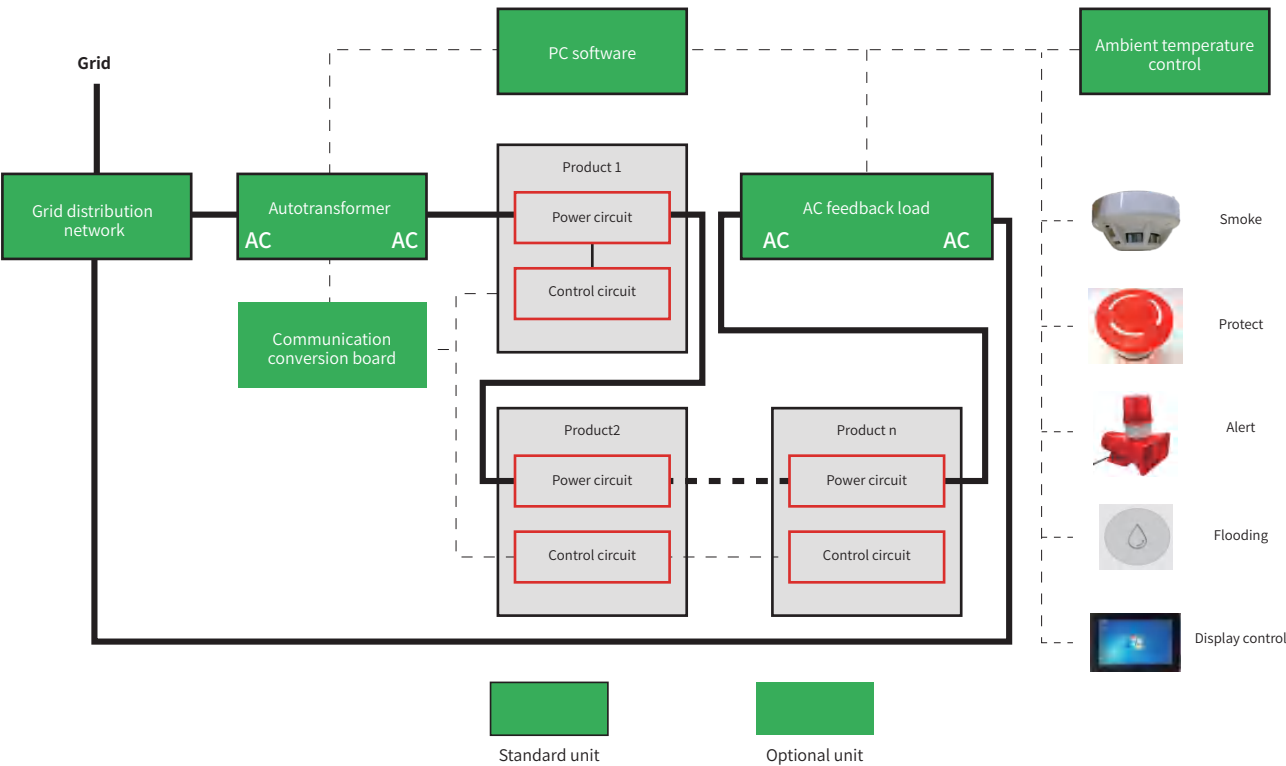 PC software
Ambient temperature
control
Grid
Product 1
Grid distribution
network
Autotransformer
AC
AC
Power circuit
AC feedback load
AC
AC
Smoke
Control circuit
Communication
conversion board
Protect
Product2
Product n
Alert
Power circuit
Power circuit
Control circuit
Control circuit
Flooding
Display control
Standard unit
Optional unit